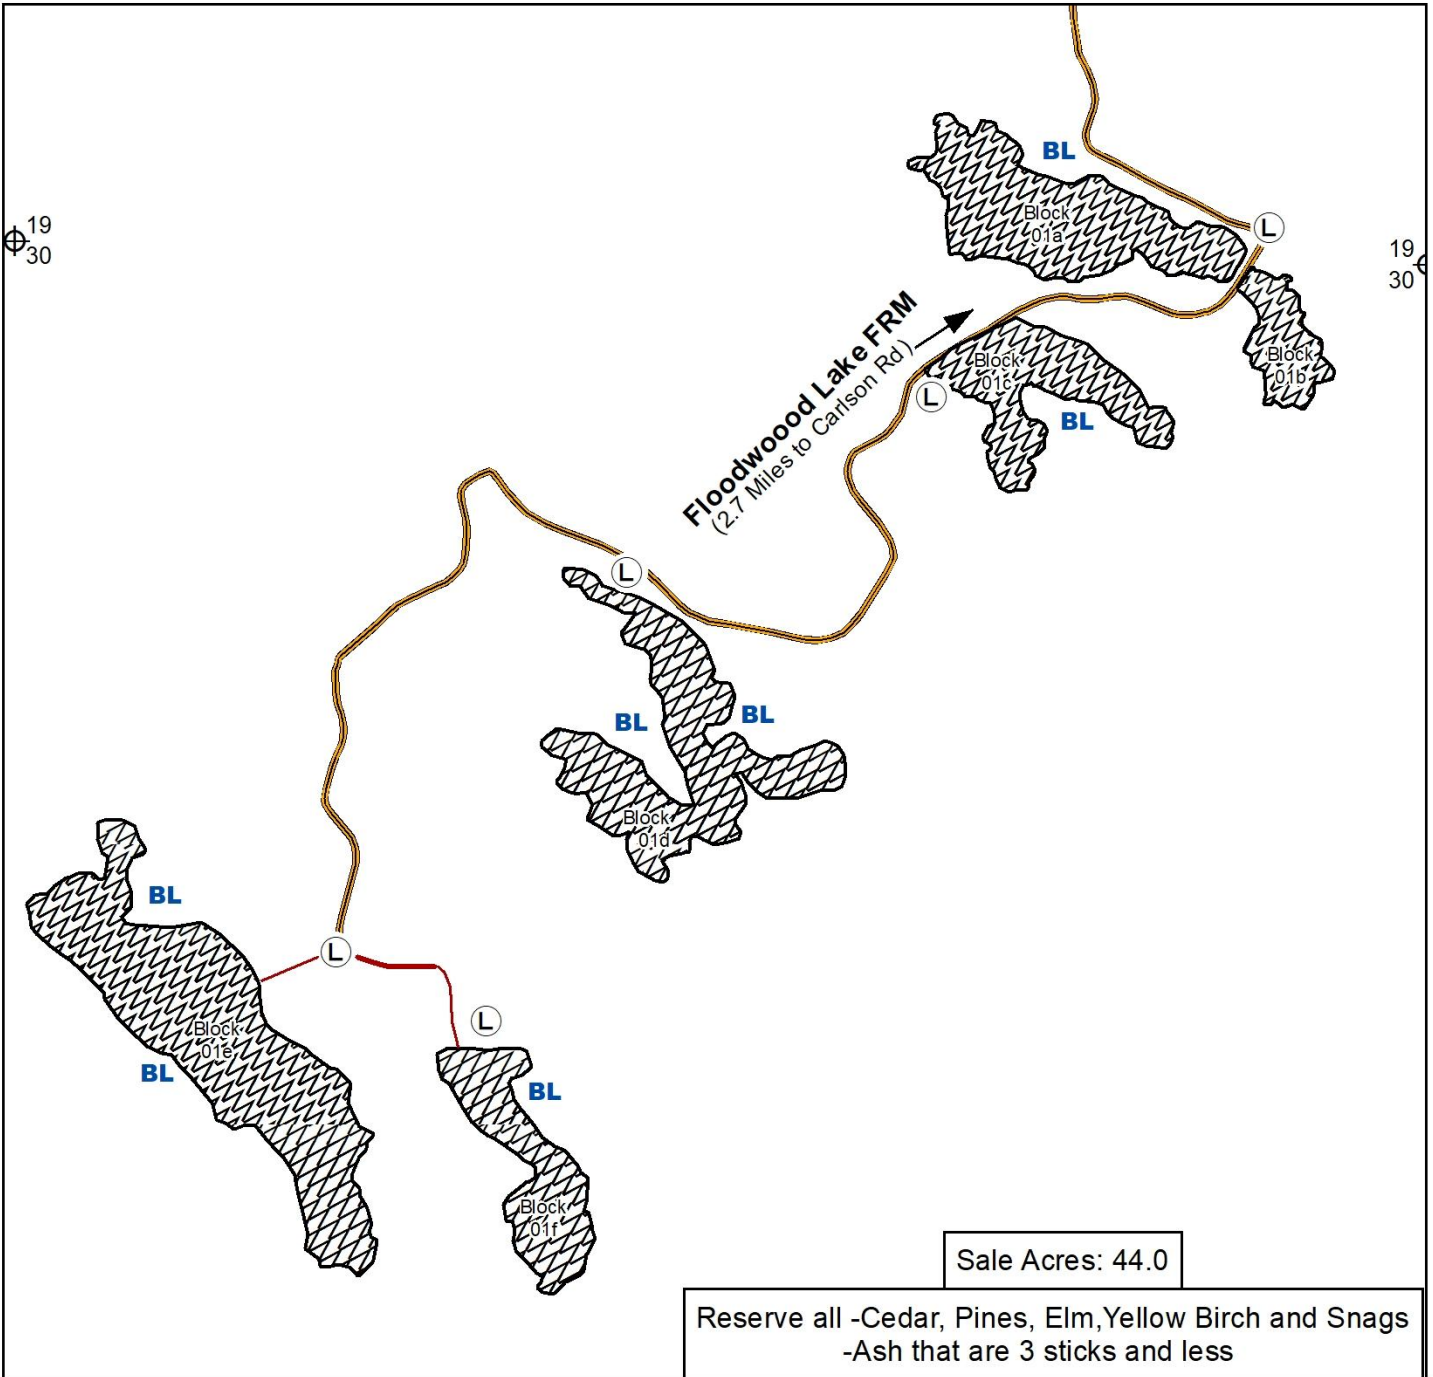 BL
Block
01a
L
19
30
19
30
Floodwoood Lake FRM
(2.7 Miles to Carlson Rd)
Block
01b
Block
01c
L
BL
L
BL
BL
Block
01d
BL
L
L
Block
01e
BL
BL
Block
01f
Sale Acres: 44.0
Reserve all -Cedar, Pines, Elm,Yellow Birch and Snags
-Ash that are 3 sticks and less